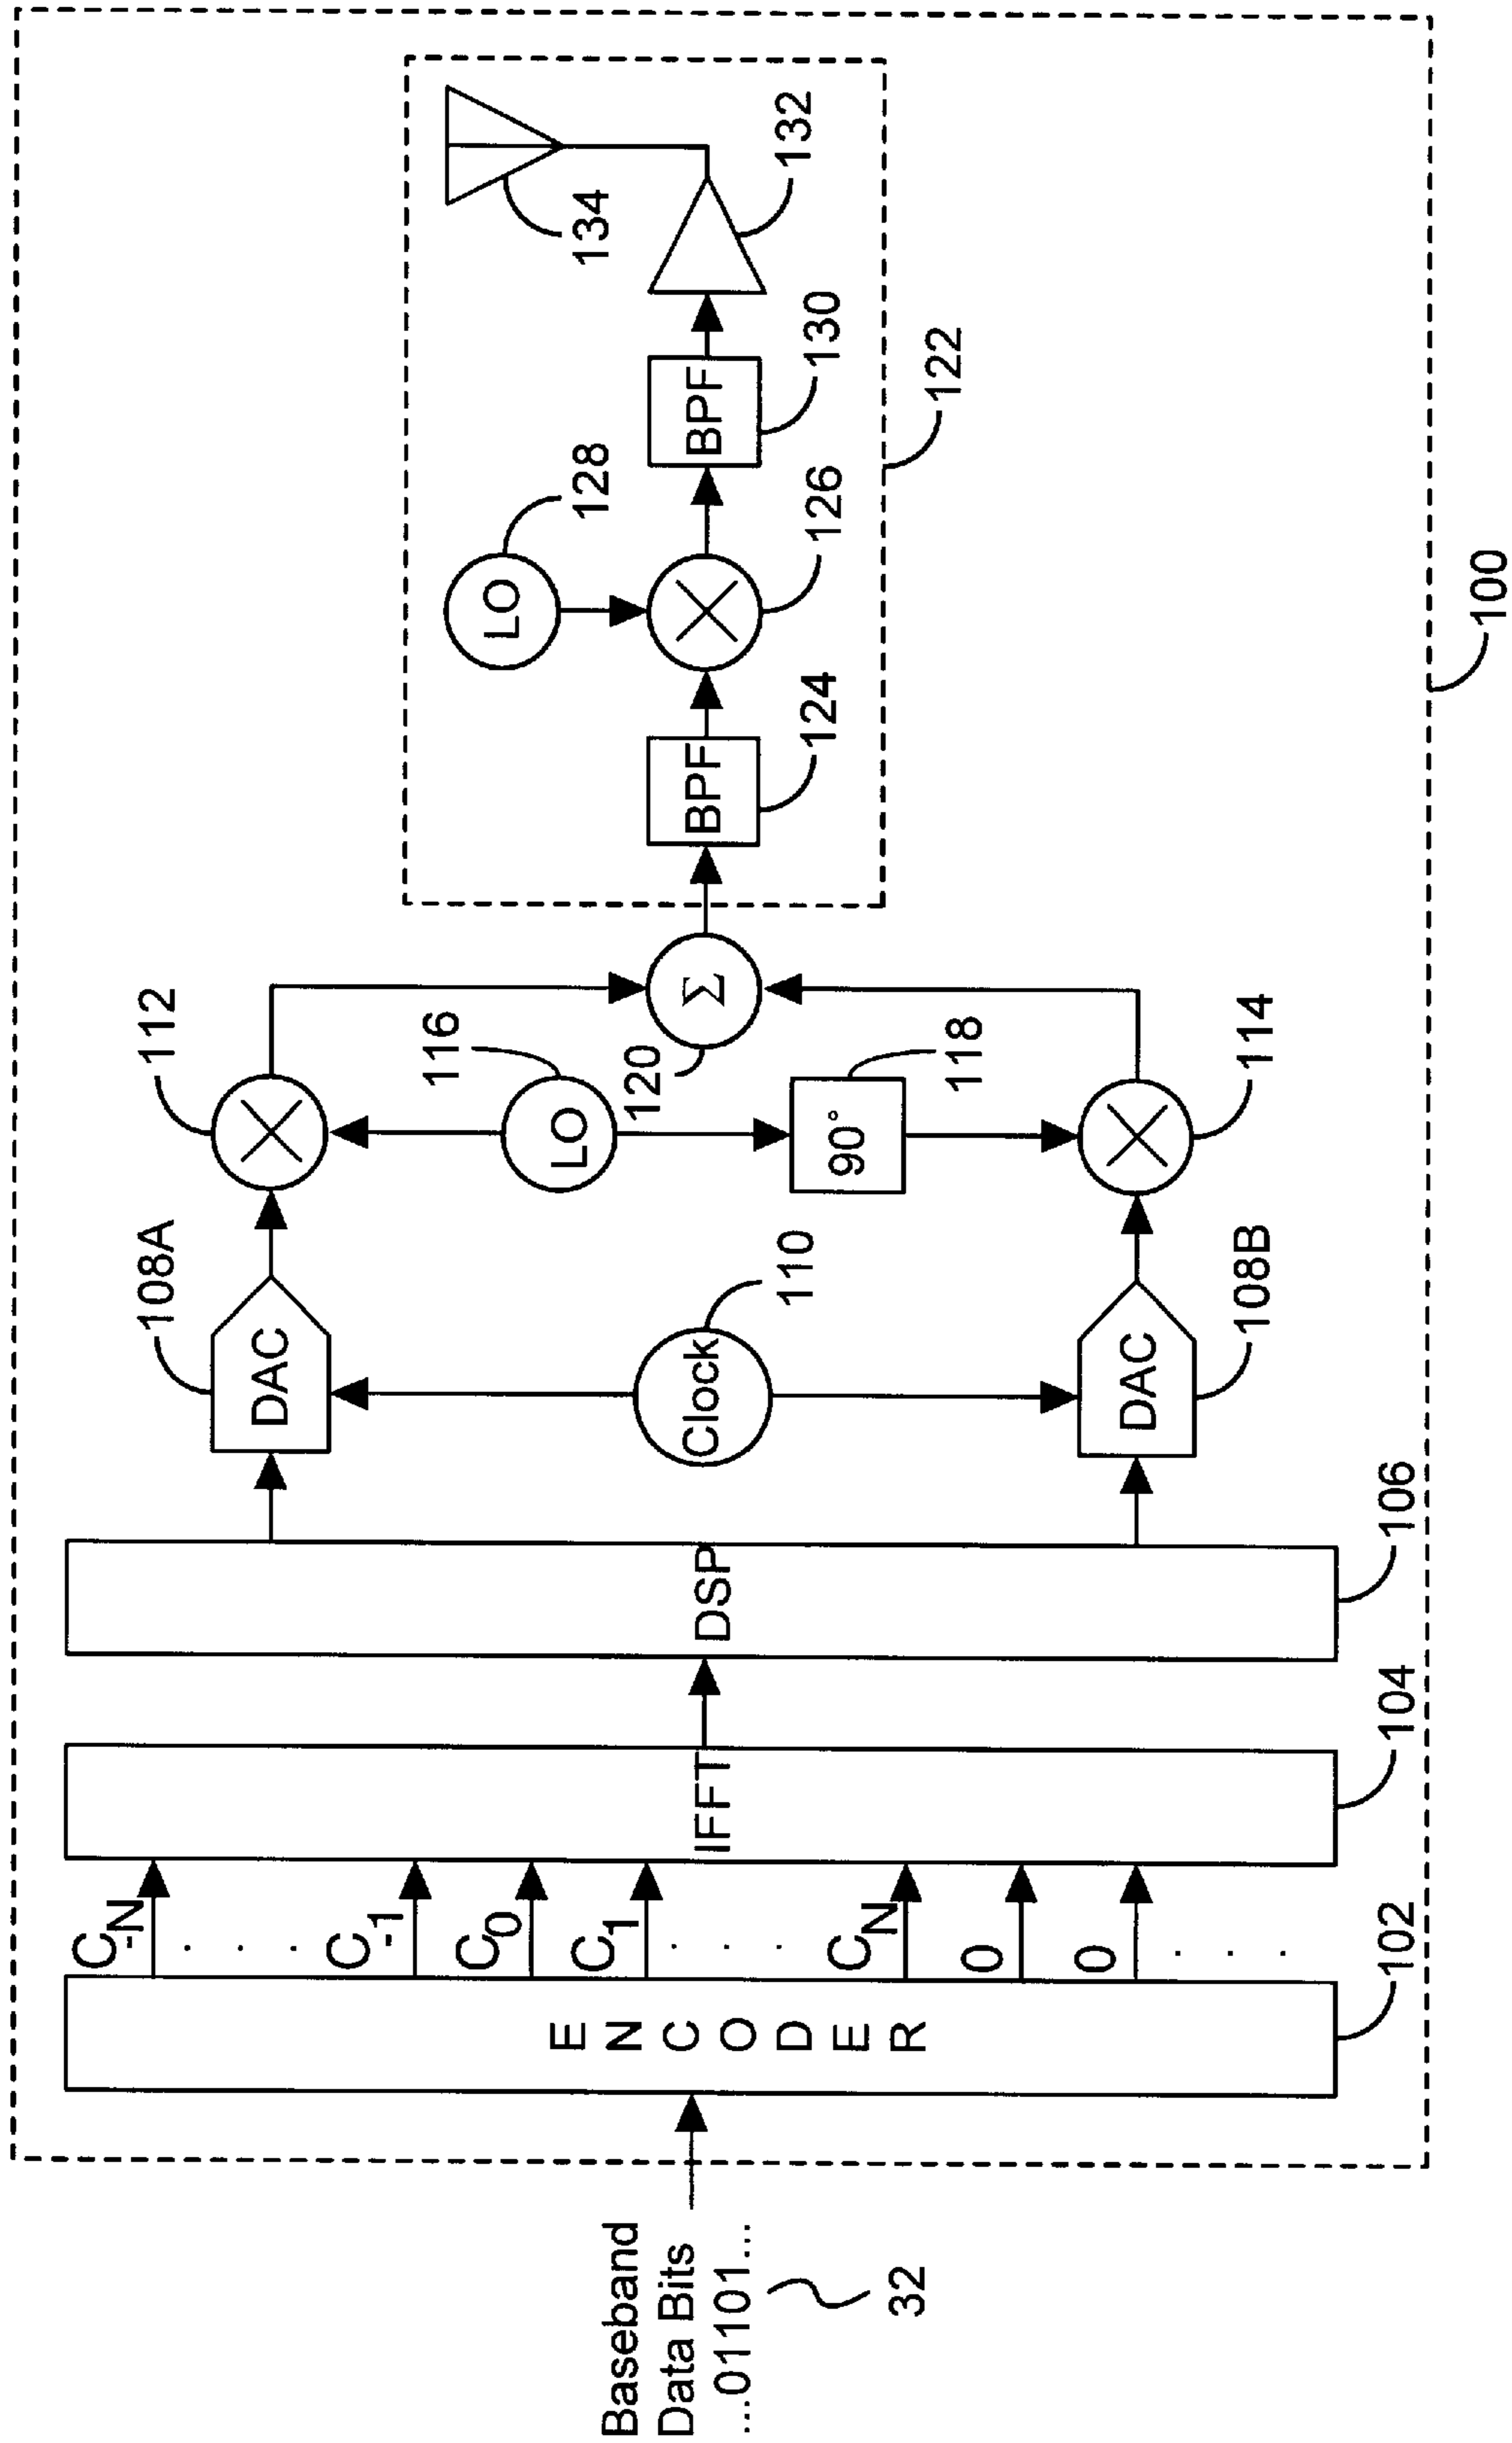 Baseband
Data Bits
...01101...
32
E
N
C
O
D
E
R
102
C-N
. . .
C-1
C0
C1
. . .
CN
0
0
. . .
IFFT
104
DSP
106
DAC
108A
Clock
110
DAC
108B
112
LO
116
90°
118
114
Σ
120
BPF
124
126
LO
128
BPF
130
132
134
122
100